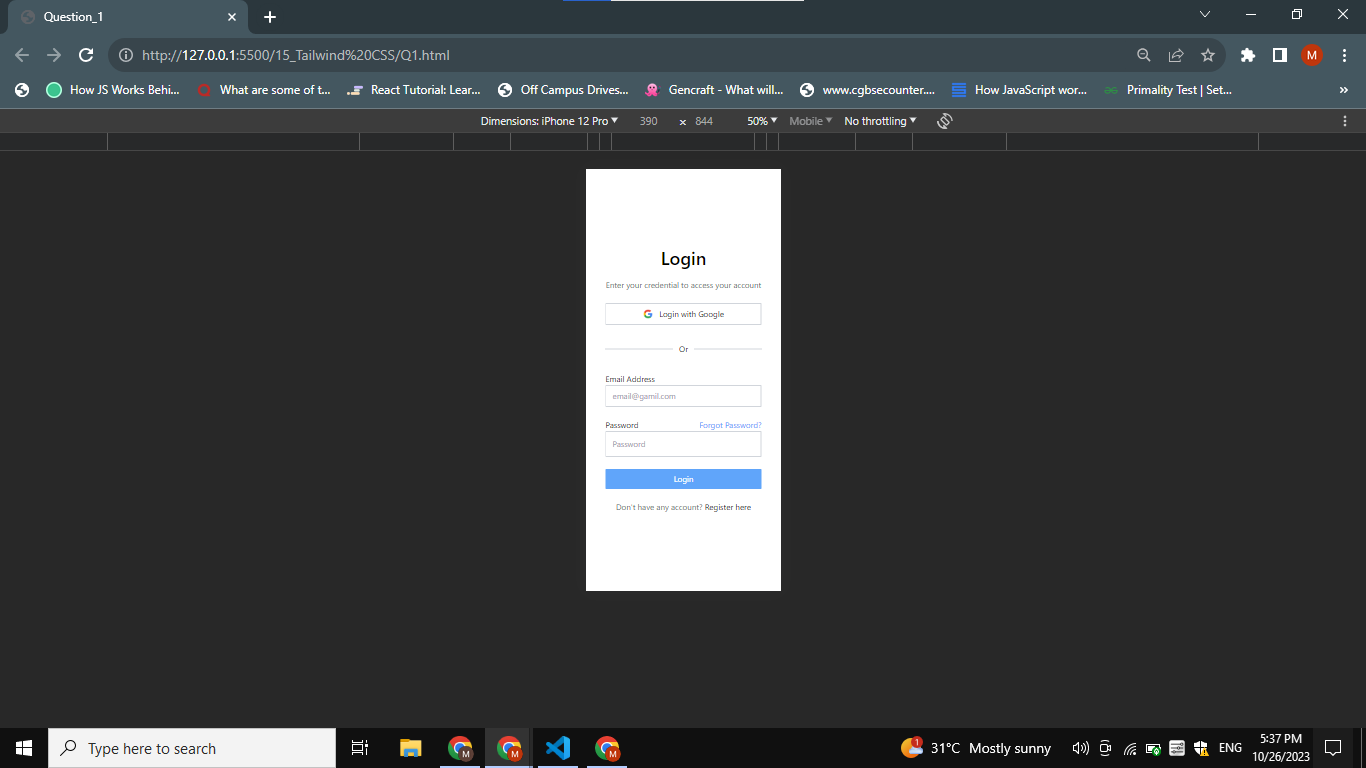 Question_1
http://127.0.0.1:5500/15_Tailwind%20CSS/Q1.html
M
How JS Works Behi... What are some of t... React Tutorial: Lear... Off Campus Drives... Gencraft - What will... www.cgbsecounter.... How JavaScript wor... Primality Test | Set... »
Dimensions: iPhone 12 Pro 390 × 844 50% Mobile No throttling
Login
Enter your credential to access your account
Login with Google
Or
Email Address
email@gamil.com
Password Forgot Password?
Password
Login
Don't have any account? Register here
Type here to search
M M M
1 31°C Mostly sunny
ENG
5:37 PM
10/26/2023